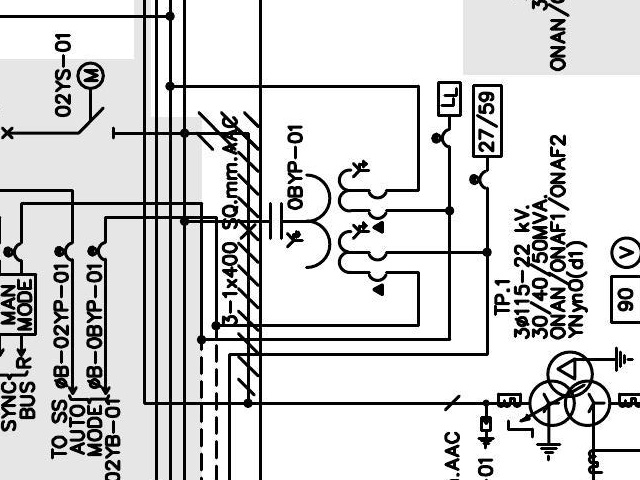 02YS-01
M
3-1x400 SQ.mm.AAC
0BYP-01
LL
27/59
ONAN/
TP.1
3Ø115-22 kV.
30/40/50MVA.
ONAN/ONAF1/ONAF2
YNynO(d1)
V
90
MAN
MODE
SYNC
BUS
R
TO SS
AUTO
MODE
ØB-02YP-01
ØB-0BYP-01
02YB-01
.AAC
01